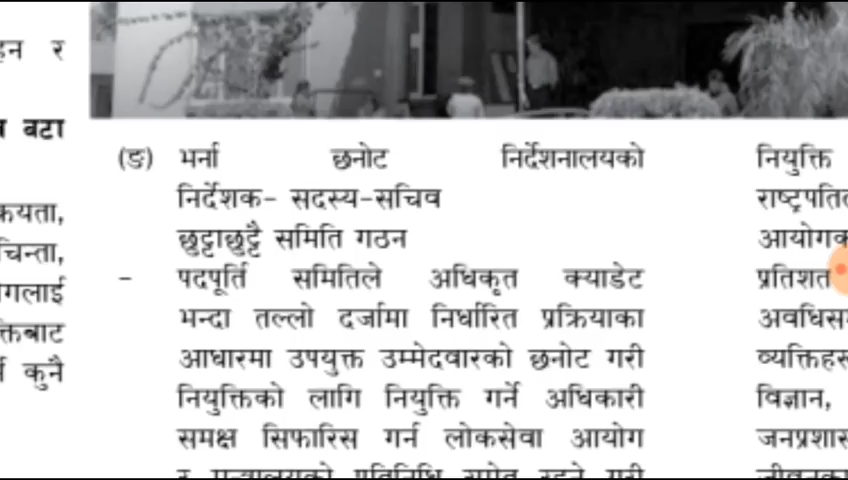 हन र
बटा
क्रयता,
चिन्ता,
गलाई
क्तिबाट
कुनै
(ङ) भर्ना छनोट निर्देशनालयको
निर्देशक- सदस्य-सचिव
छुट्टाछुट्टै समिति गठन
- पदपूर्ति समितिले अधिकृत क्याडेट
भन्दा तल्लो दर्जामा निर्धारित प्रक्रियाका
आधारमा उपयुक्त उम्मेदवारको छनोट गरी
नियुक्तिको लागि नियुक्ति गर्ने अधिकारी
समक्ष सिफारिस गर्न लोकसेवा आयोग
नियुक्ति
राष्ट्रपति
आयोग
प्रतिशत
अवधिस
व्यक्तिहरु
विज्ञान,
जनप्रशास